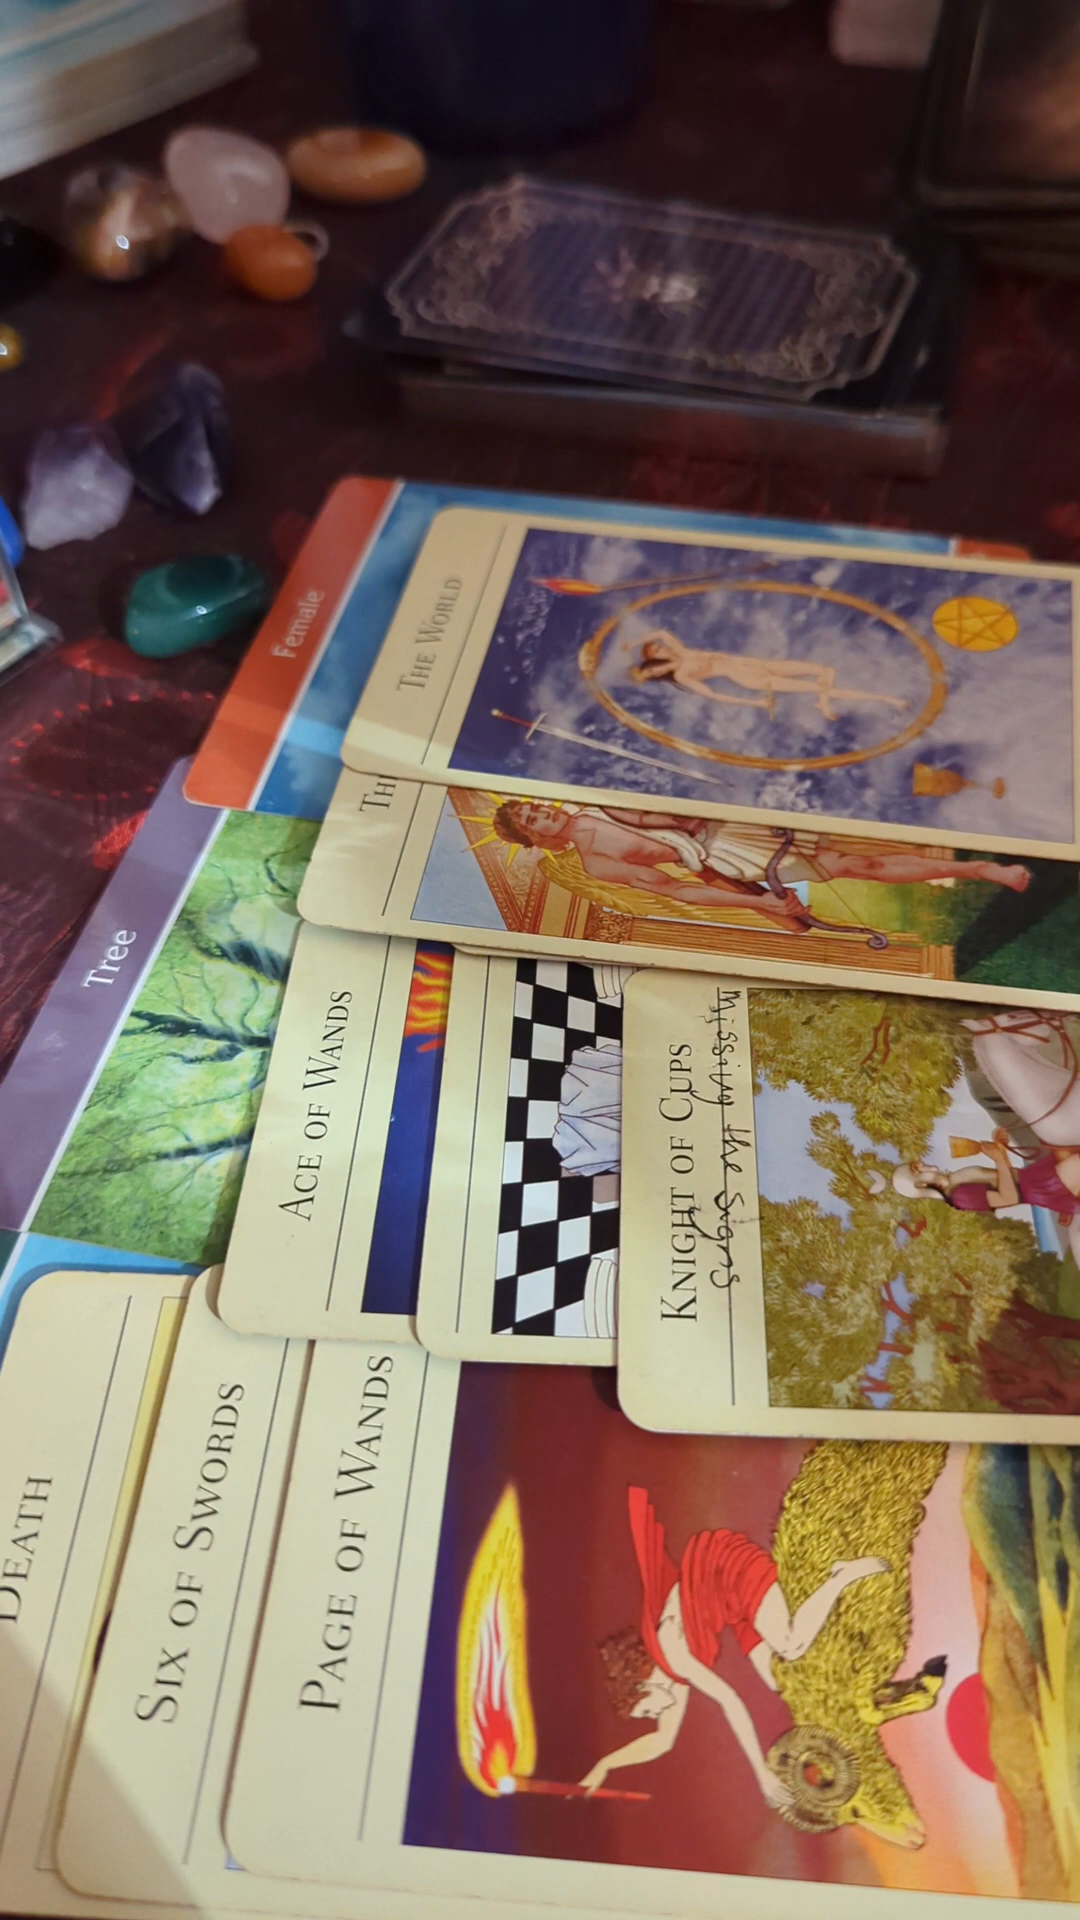 Female
THE WORLD
TH
Tree
ACE OF WANDS
KNIGHT OF CUPS
Missing the signs
DEATH
SIX OF SWORDS
PAGE OF WANDS